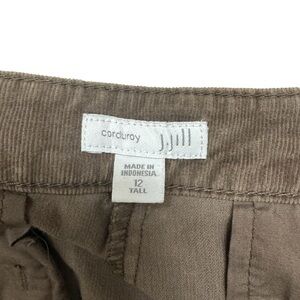 corduroy J.Jill
MADE IN
INDONESIA
12
TALL